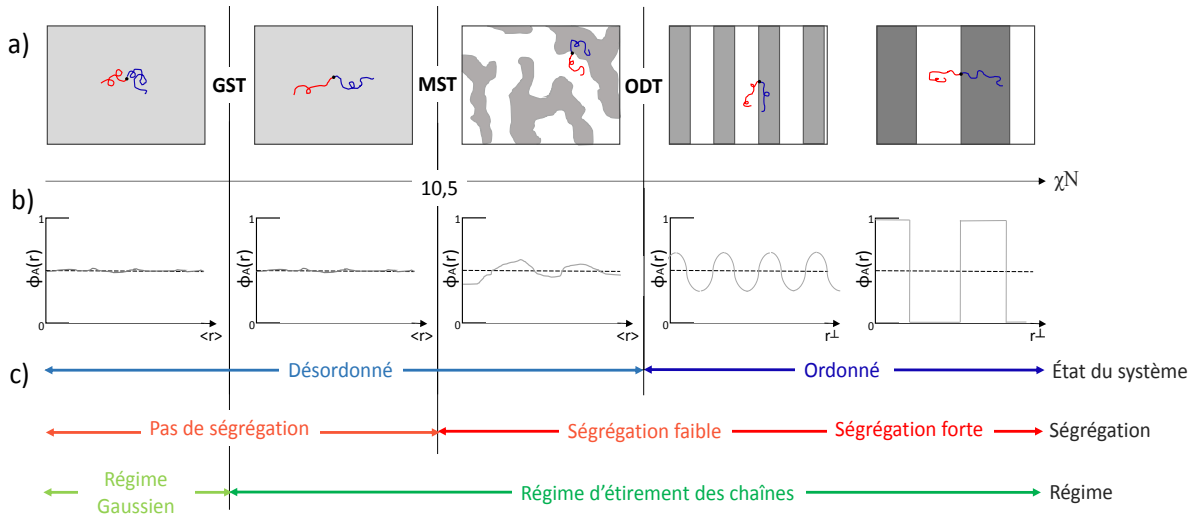 a)
GST
MST
ODT
10,5
χN
b)
1
ϕA(r)
0
<r>
1
ϕA(r)
0
<r>
1
ϕA(r)
0
<r>
1
ϕA(r)
0
r⊥
1
ϕA(r)
0
r⊥
c)
Désordonné
Ordonné
État du système
Pas de ségrégation
Ségrégation faible
Ségrégation forte
Ségrégation
Régime
Gaussien
Régime d’étirement des chaînes
Régime